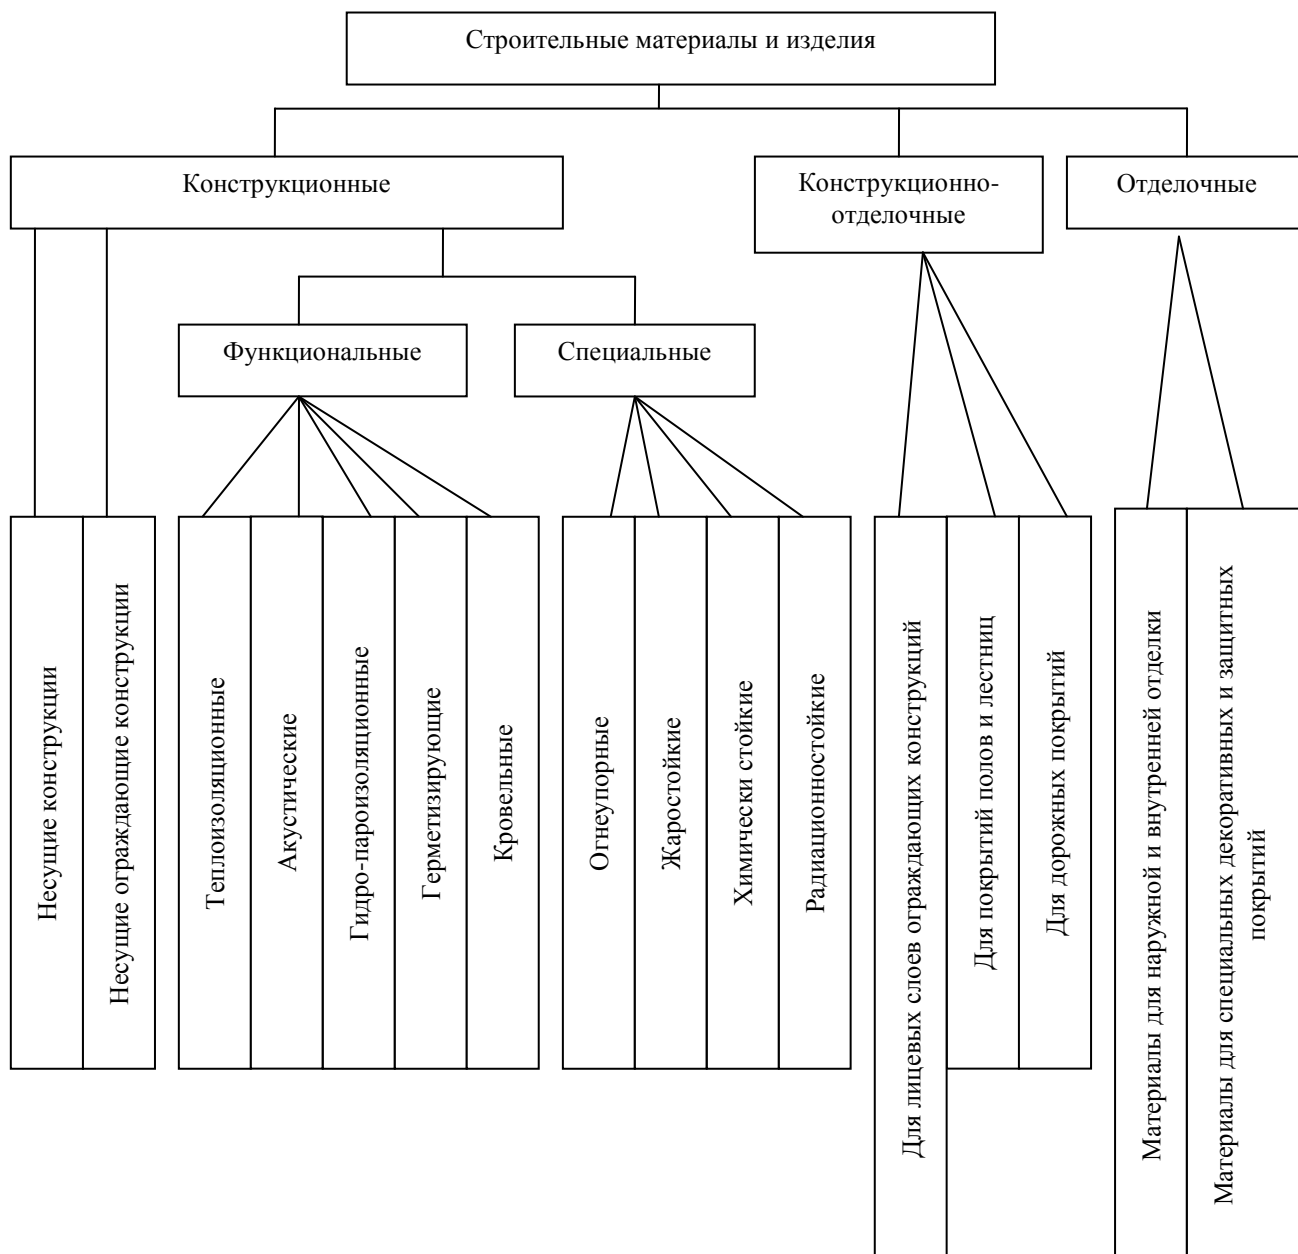 Строительные материалы и изделия
Конструкционные
Конструкционно-
отделочные
Отделочные
Функциональные
Специальные
Несущие конструкции
Несущие ограждающие конструкции
Теплоизоляционные
Акустические
Гидро-пароизоляционные
Герметизирующие
Кровельные
Огнеупорные
Жаростойкие
Химически стойкие
Радиационностойкие
Для лицевых слоев ограждающих конструкций
Для покрытий полов и лестниц
Для дорожных покрытий
Материалы для наружной и внутренней отделки
Материалы для специальных декоративных и защитных
покрытий